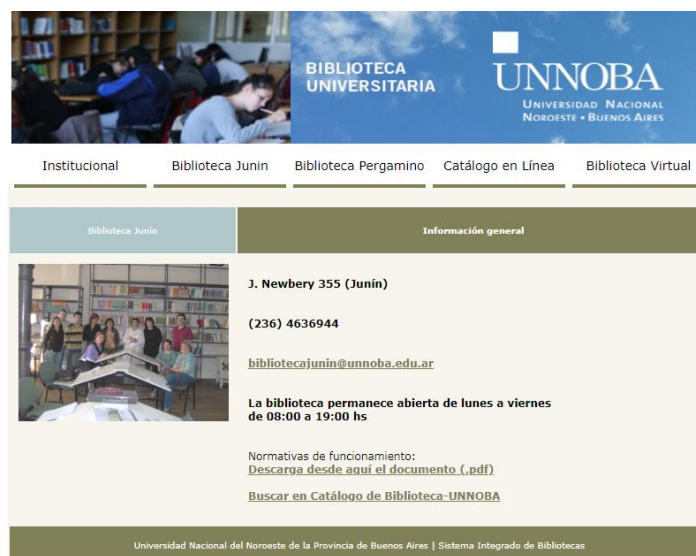 BIBLIOTECA
UNIVERSITARIA
UNNOBA
UNIVERSIDAD NACIONAL
NOROESTE • BUENOS AIRES
Institucional
Biblioteca Junin
Biblioteca Pergamino
Catálogo en Línea
Biblioteca Virtual
Biblioteca Junín
Información general
J. Newbery 355 (Junín)
(236) 4636944
bibliotecajunin@unnoba.edu.ar
La biblioteca permanece abierta de lunes a viernes
de 08:00 a 19:00 hs
Normativas de funcionamiento:
Descarga desde aquí el documento (.pdf)
Buscar en Catálogo de Biblioteca-UNNOBA
Universidad Nacional del Noroeste de la Provincia de Buenos Aires | Sistema Integrado de Bibliotecas